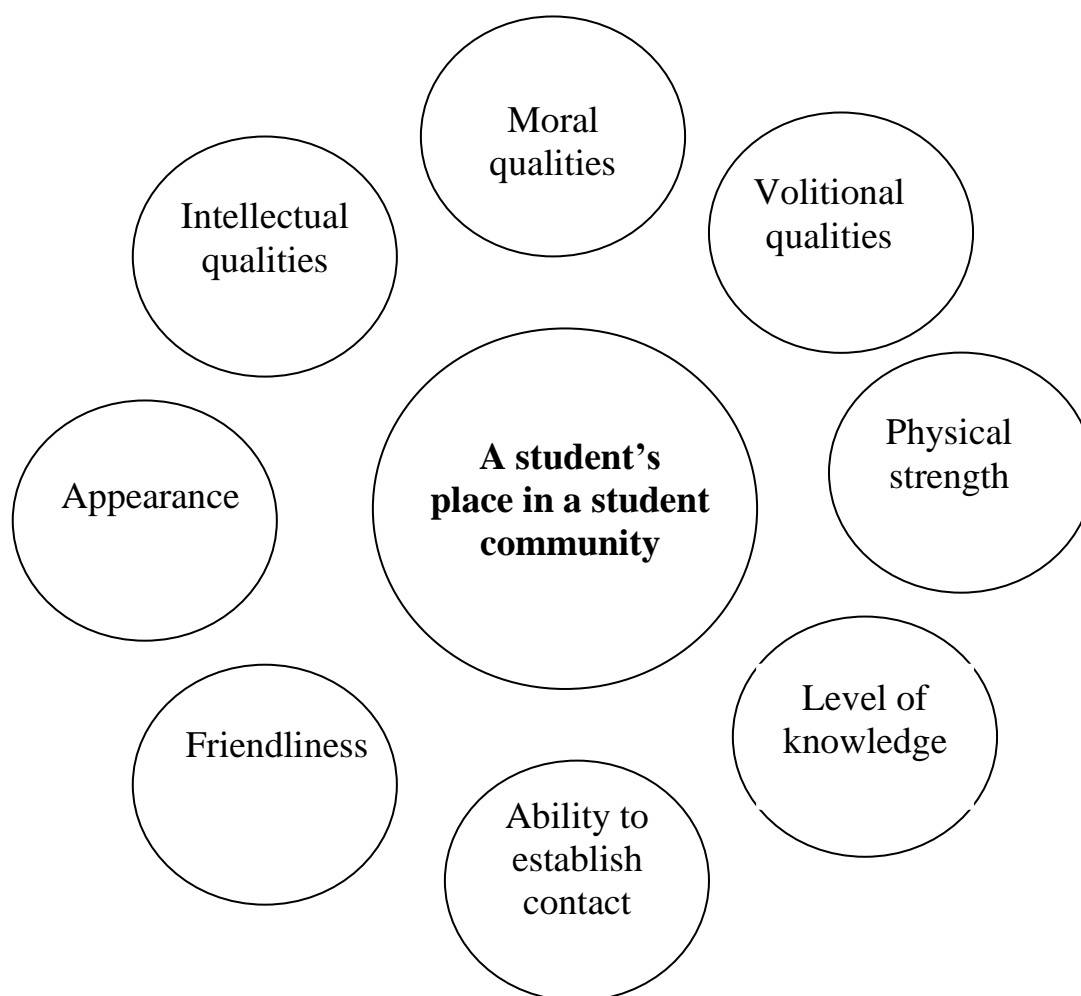 Moral
qualities
Volitional
qualities
Intellectual
qualities
Physical
strength
A student’s
place in a student
community
Appearance
Level of
knowledge
Friendliness
Ability to
establish
contact